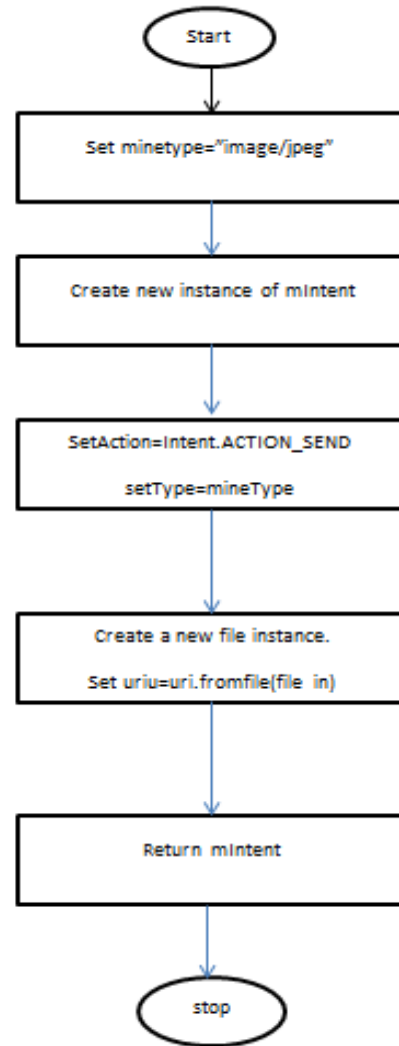 Start
Set minetype="image/jpeg"
Create new instance of mIntent
SetAction=Intent.ACTION_SEND
setType=mineType
Create a new file instance.
Set uriu=uri.fromfile(file in)
Return mIntent
stop